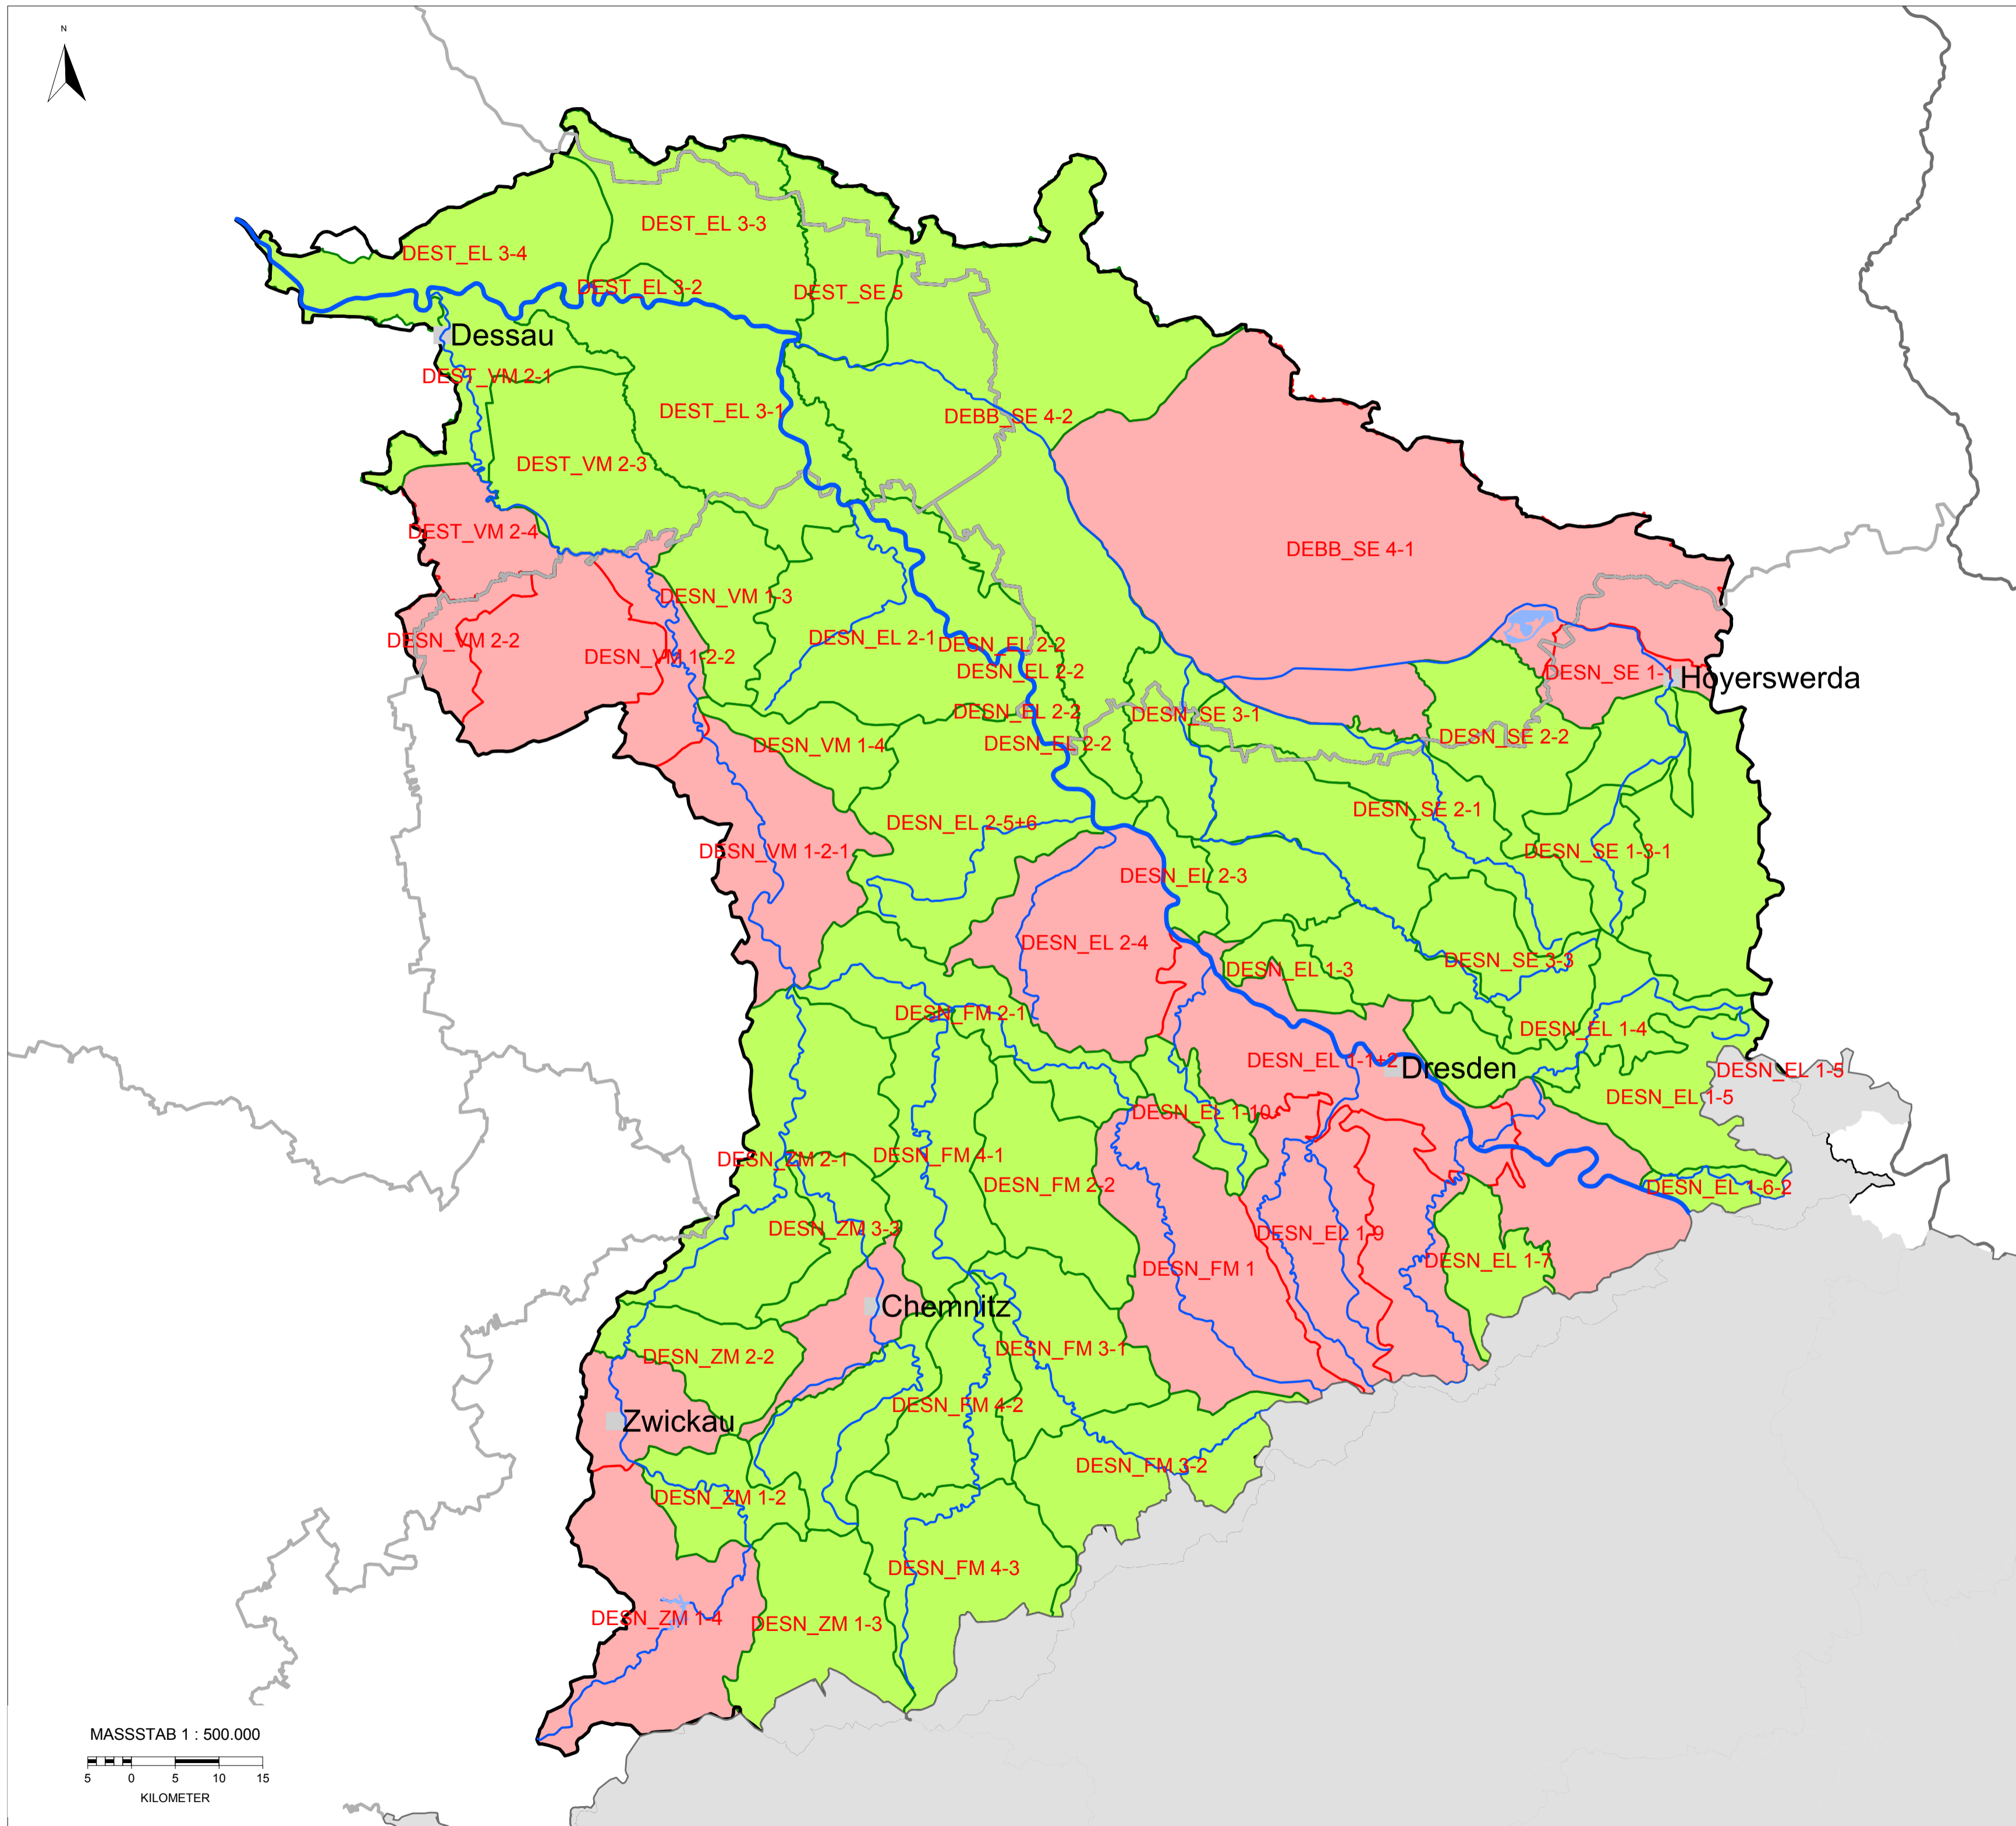 N
DEST_EL 3-3
DEST_EL 3-4
DEST_EL 3-2
DEST_SE 5
Dessau
DEST_VM 2-1
DEST_EL 3-1
DEBB_SE 4-2
DEST_VM 2-3
DEST_VM 2-4
DEBB_SE 4-1
DESN_VM 1-3
DESN_VM 2-2
DESN_EL 2-1
DESN_EL 2-2
DESN_VM 1-2-2
DESN_EL 2-2
DESN_SE 1-1
Hoyerswerda
DESN_EL 2-2
DESN_SE 3-1
DESN_VM 1-4
DESN_EL 2-2
DESN_SE 2-2
DESN_SE 2-1
DESN_EL 2-5+6
DESN_VM 1-2-1
DESN_SE 1-3-1
DESN_EL 2-3
DESN_EL 2-4
DESN_EL 1-3
DESN_SE 3-3
DESN_FM 2-1
DESN_EL 1-4
DESN_EL 1-1+2
Dresden
DESN_EL 1-5
DESN_EL 1-5
DESN_EL 1-10
DESN_ZM 2-1
DESN_FM 4-1
DESN_FM 2-2
DESN_EL 1-6-2
DESN_ZM 3-3
DESN_EL 1-9
DESN_EL 1-7
DESN_FM 1
Chemnitz
DESN_ZM 2-2
DESN_FM 3-1
DESN_FM 4-2
Zwickau
DESN_FM 3-2
DESN_ZM 1-2
DESN_FM 4-3
DESN_ZM 1-4
DESN_ZM 1-3
MASSSTAB 1 : 500.000
5 0 5 10 15
KILOMETER